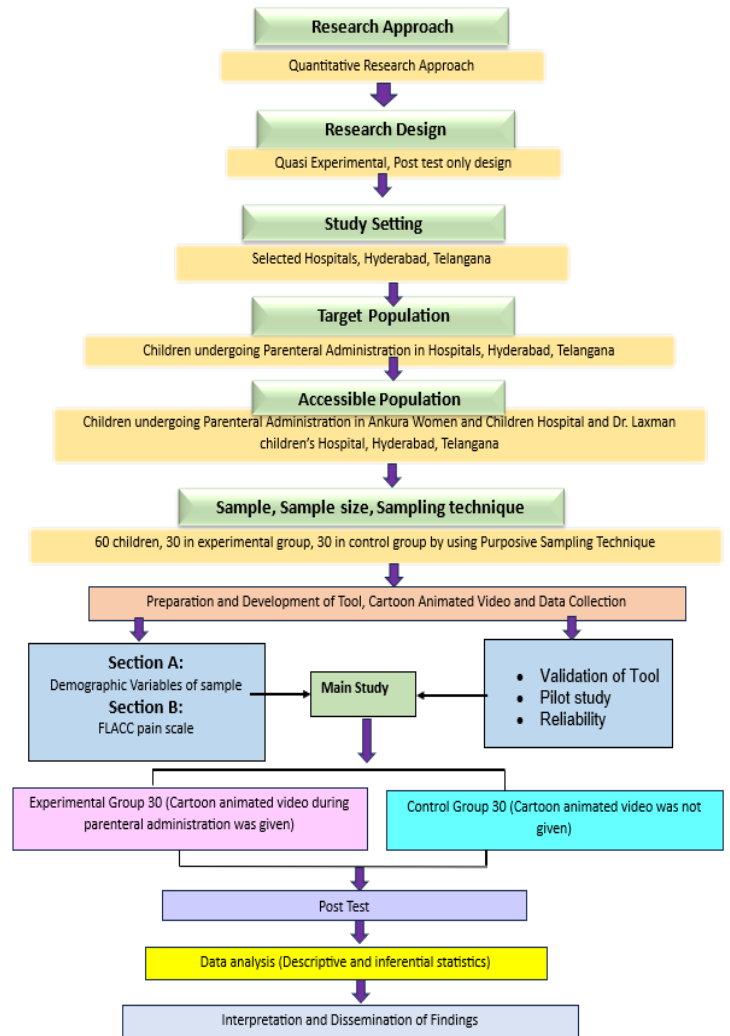 Research Approach
Quantitative Research Approach
Research Design
Quasi Experimental, Post test only design
Study Setting
Selected Hospitals, Hyderabad, Telangana
Target Population
Children undergoing Parenteral Administration in Hospitals, Hyderabad, Telangana
Accessible Population
Children undergoing Parenteral Administration in Ankura Women and Children Hospital and Dr. Laxman
children's Hospital, Hyderabad, Telangana
Sample, Sample size, Sampling technique
60 children, 30 in experimental group, 30 in control group by using Purposive Sampling Technique
Preparation and Development of Tool, Cartoon Animated Video and Data Collection
Section A:
Demographic Variables of sample
Section B:
FLACC pain scale
Main Study
• Validation of Tool
• Pilot study
• Reliability
Experimental Group 30 (Cartoon animated video during
parenteral administration was given)
Control Group 30 (Cartoon animated video was not
given)
Post Test
Data analysis (Descriptive and inferential statistics)
Interpretation and Dissemination of Findings